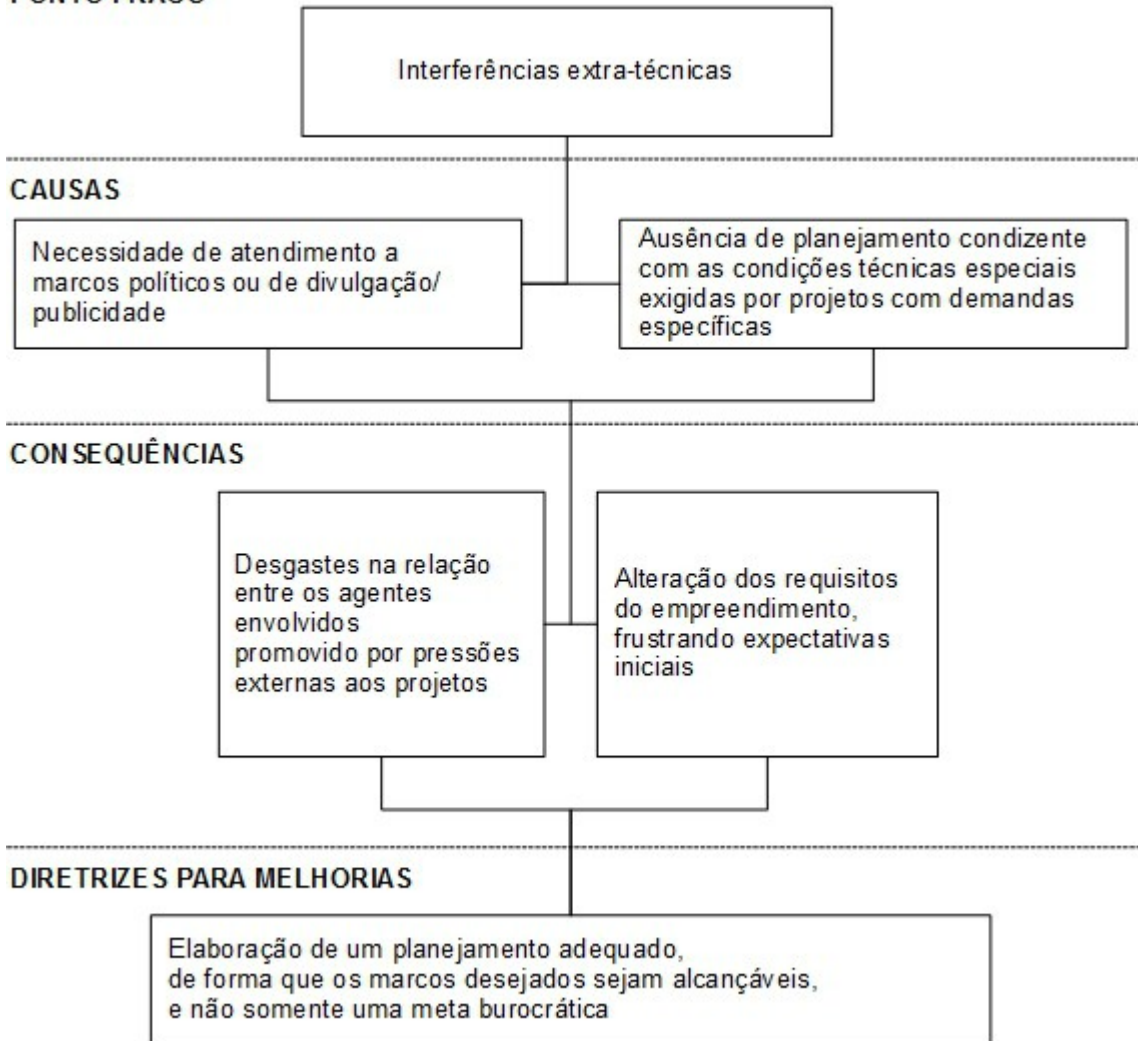 PONTO FRACO
Interferências extra-técnicas
CAUSAS
Necessidade de atendimento a
marcos políticos ou de divulgação/
publicidade
Ausência de planejamento condizente
com as condições técnicas especiais
exigidas por projetos com demandas
específicas
CONSEQUÊNCIAS
Desgastes na relação
entre os agentes
envolvidos
promovido por pressões
externas aos projetos
Alteração dos requisitos
do empreendimento,
frustrando expectativas
iniciais
DIRETRIZES PARA MELHORIAS
Elaboração de um planejamento adequado,
de forma que os marcos desejados sejam alcançáveis,
e não somente uma meta burocrática